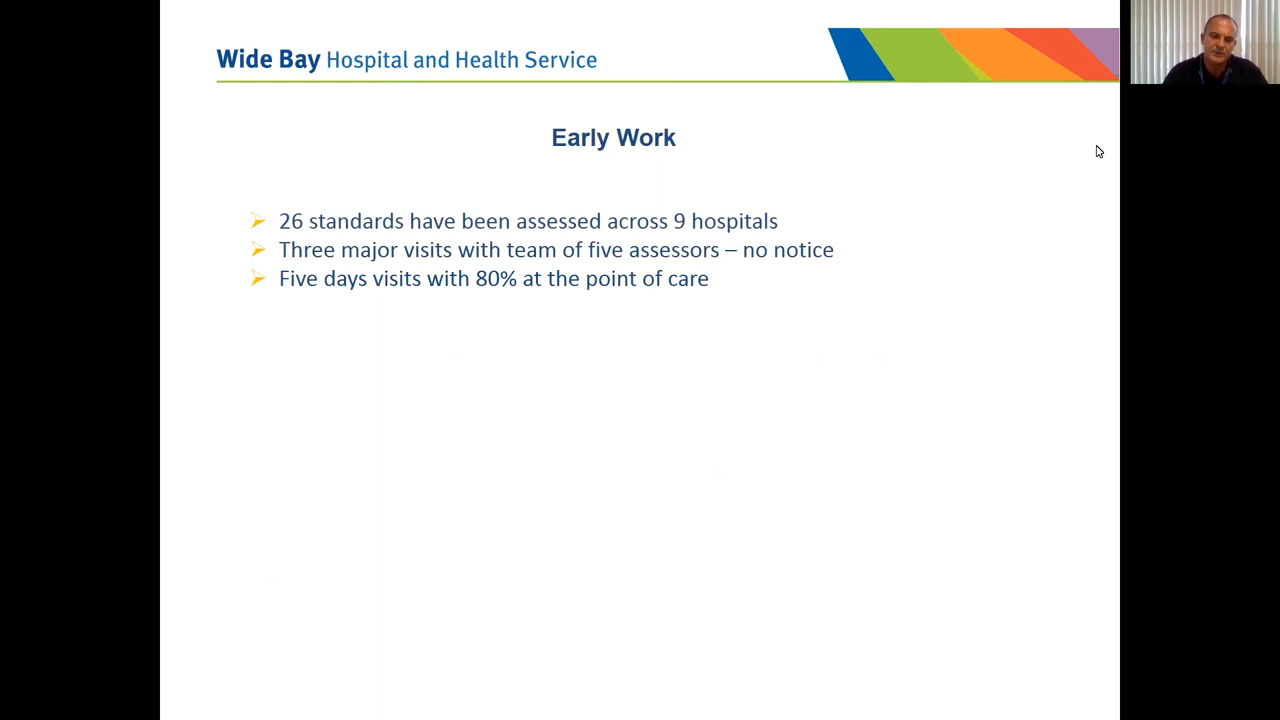 Wide Bay Hospital and Health Service
Early Work
26 standards have been assessed across 9 hospitals
Three major visits with team of five assessors – no notice
Five days visits with 80% at the point of care